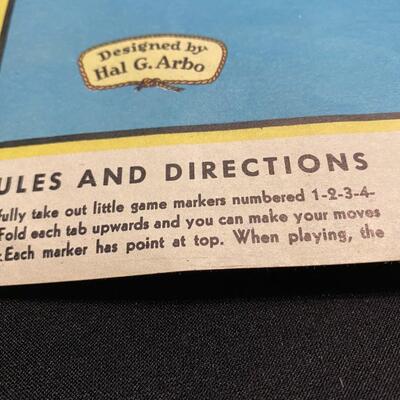 Designed by
Hal G. Arbo
ULES AND DIRECTIONS
fully take out little game markers numbered 1-2-3-4-
Fold each tab upwards and you can make your moves
Each marker has point at top. When playing, the